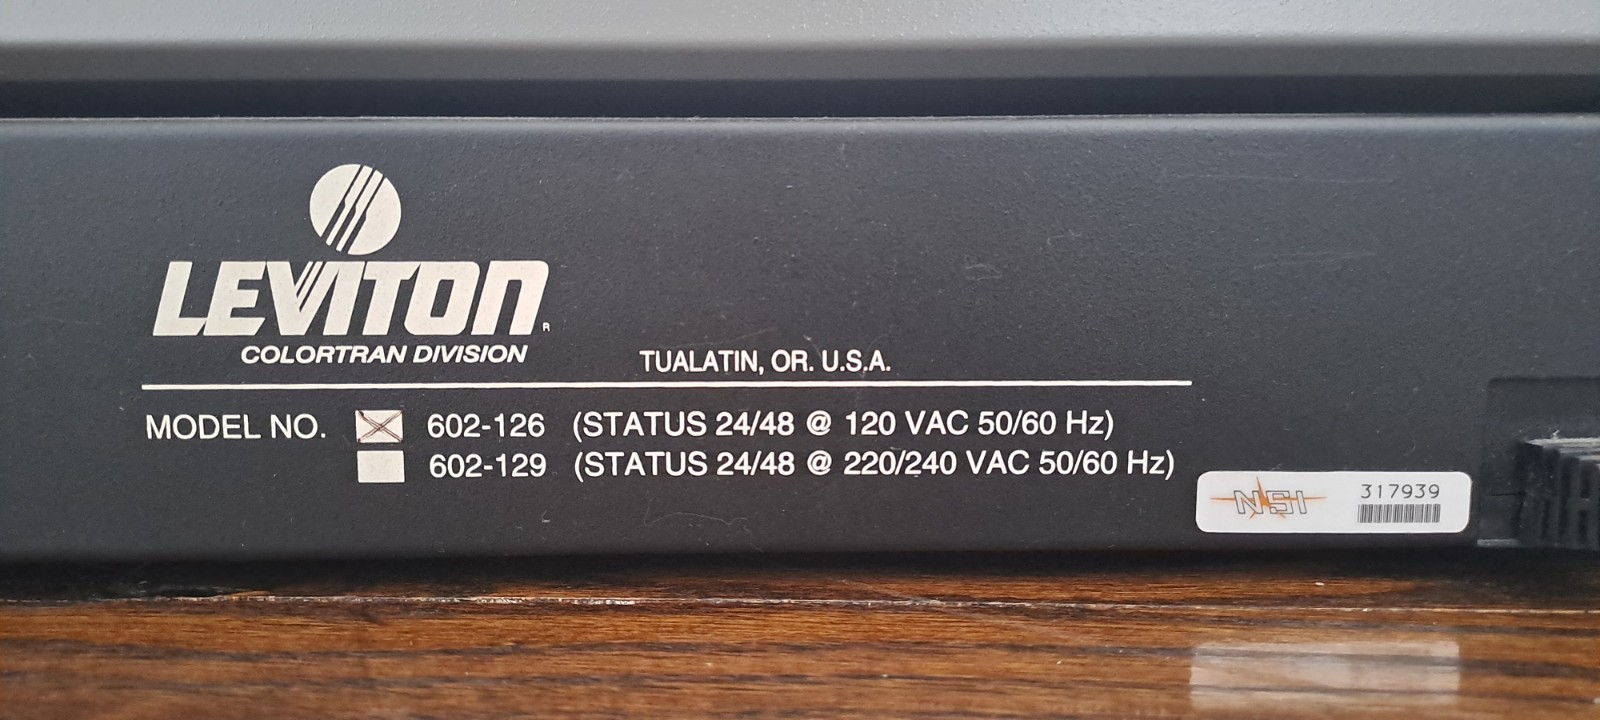 LEVITON
R
COLORTRAN DIVISION
TUALATIN, OR. U.S.A.
MODEL NO. 602-126 (STATUS 24/48 @ 120 VAC 50/60 Hz)
602-129 (STATUS 24/48 @ 220/240 VAC 50/60 Hz)
NSI 317939